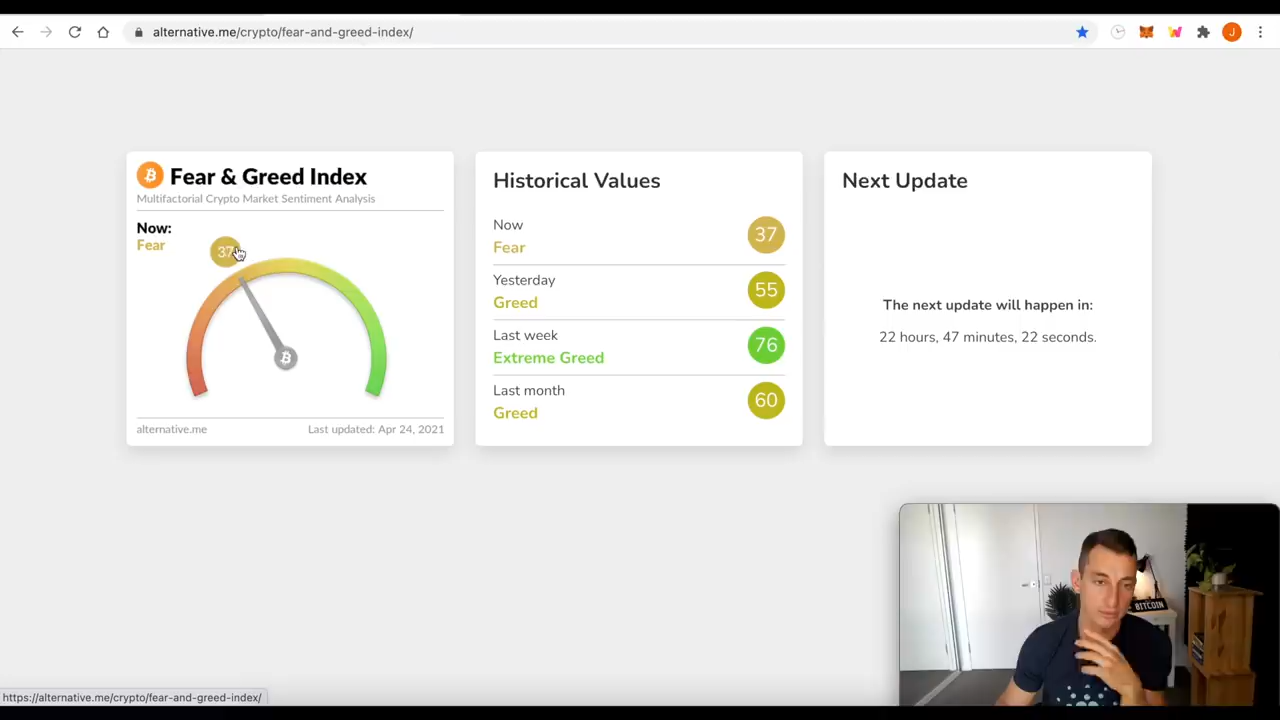 alternative.me/crypto/fear-and-greed-index/
J
Fear & Greed Index
Multifactorial Crypto Market Sentiment Analysis
Now:
Fear
37
alternative.me
Last updated: Apr 24, 2021
Historical Values
Now
Fear
37
Yesterday
Greed
55
Last week
Extreme Greed
76
Last month
Greed
60
Next Update
The next update will happen in:
22 hours, 47 minutes, 22 seconds.
BITCOIN
https://alternative.me/crypto/fear-and-greed-index/